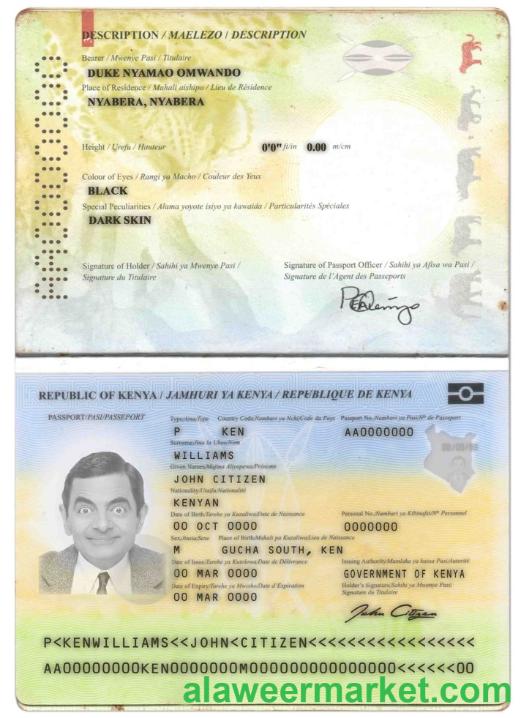 DESCRIPTION / MAELEZO / DESCRIPTION
Bearer / Mwenye Pasi / Titulaire
DUKE NYAMAO OMWANDO
Place of Residence / Mahali aishipo / Lieu de Résidence
NYABERA, NYABERA
Height / Urefu / Hauteur 0'0" ft/in 0.00 m/cm
Colour of Eyes / Rangi ya Macho / Couleur des Yeux
BLACK
Special Peculiarities / Alama yoyote isiyo ya kawaida / Particularités Spéciales
DARK SKIN
Signature of Holder / Sahihi ya Mwenye Pasi / Signature of Passport Officer / Sahihi ya Afisa wa Pasi /
Signature du Titulaire Signature de l'Agent des Passeports
REPUBLIC OF KENYA / JAMHURI YA KENYA / REPUBLIQUE DE KENYA
PASSPORT/PASI/PASSEPORT Type/Aina/Type Country Code/Nambari ya Nchi/Code du Pays Passport No./Nambari ya Pasi/Nº de Passeport
P KEN AA0000000
Surname/Jina la Ukoo/Nom
WILLIAMS
Given Names/Majina Aliyopewa/Prénoms
JOHN CITIZEN
Nationality/Uraifa/Nationalité
KENYAN
Date of Birth/Tarehe ya Kuzaliwa/Date de Naissance Personal No./Nambari ya Kibinafsi/Nº Personnel
00 OCT 0000 0000000
Sex/Jinsia/Sexe Place of Birth/Mahali pa Kuzaliwa/Lieu de Naissance
M GUCHA SOUTH, KEN
Date of Issue/Tarehe ya Kutolewa/Date de Délivrance Issuing Authority/Mamlaka ya kutoa Pasi/Autorité
00 MAR 0000 GOVERNMENT OF KENYA
Date of Expiry/Tarehe ya Mwisho/Date d'Expiration Holder's Signature/Sahihi ya Mwenye Pasi
00 MAR 0000 Signature du Titulaire
John Citizen
P<KENWILLIAMS<<JOHN<CITIZEN<<<<<<<<<<<<<<<<<
AA00000000KEN0000000M0000000000000000<<<<<<00
alaweermarket.com